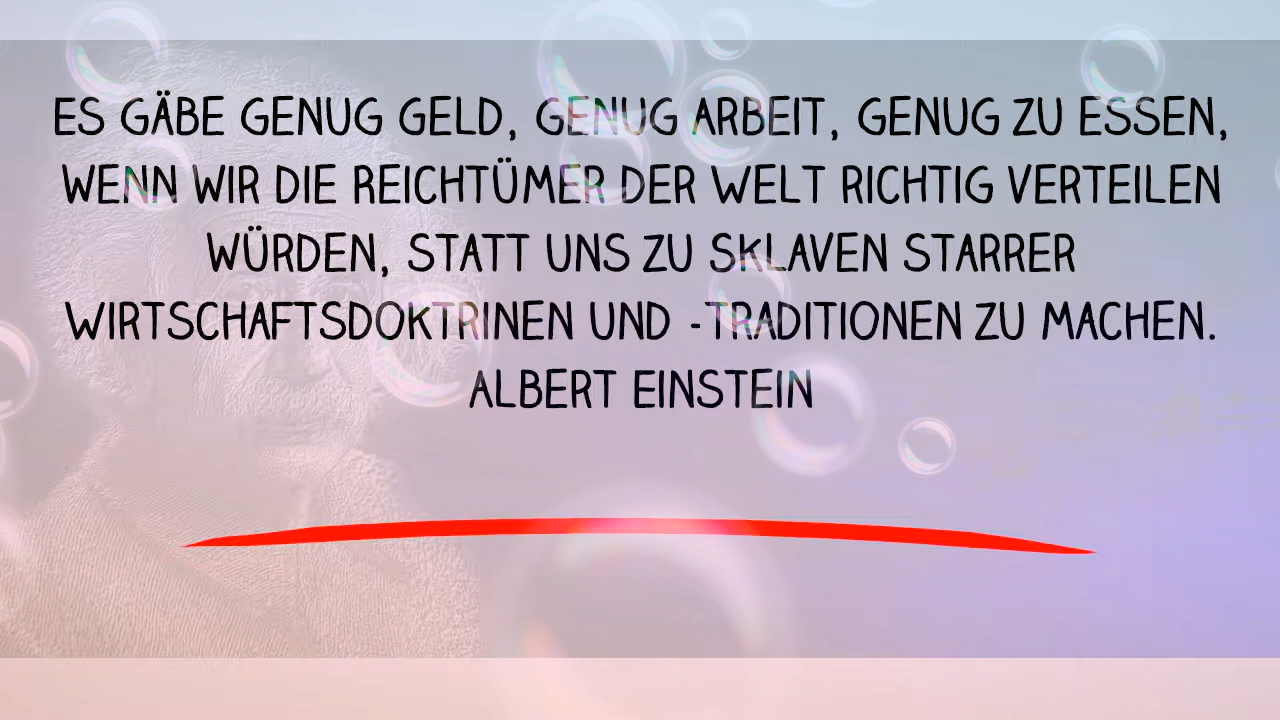 ES GÄBE GENUG GELD, GENUG ARBEIT, GENUG ZU ESSEN,
WENN WIR DIE REICHTÜMER DER WELT RICHTIG VERTEILEN
WÜRDEN, STATT UNS ZU SKLAVEN STARRER
WIRTSCHAFTSDOKTRINEN UND -TRADITIONEN ZU MACHEN.
ALBERT EINSTEIN